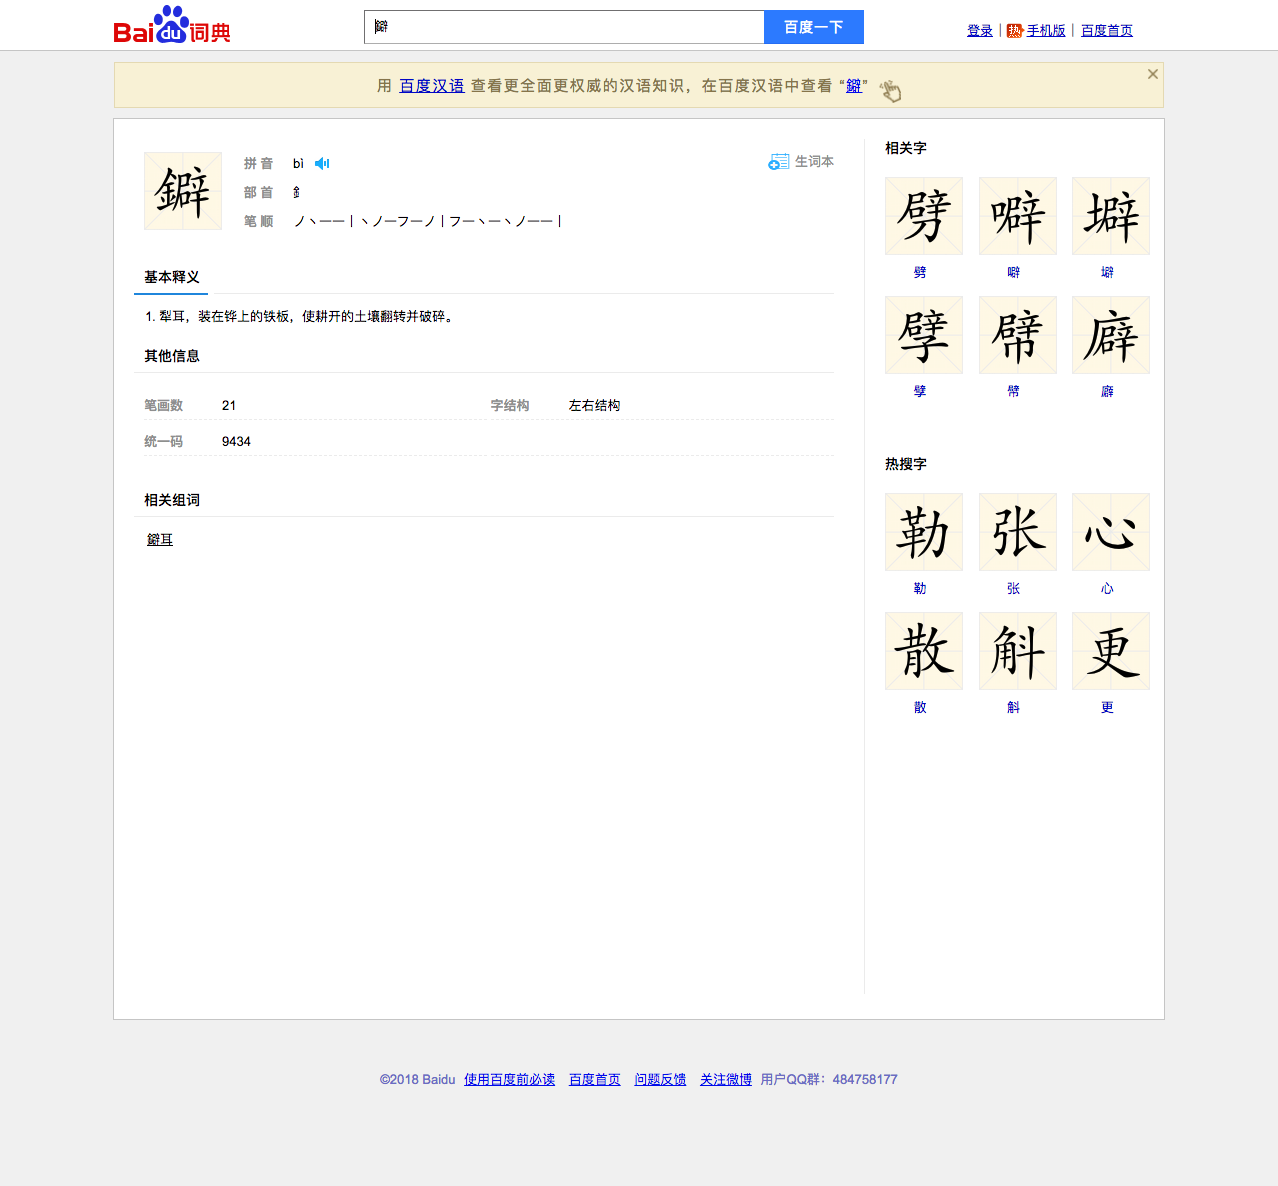 Bai du 词典
鐴
百度一下
登录 | 热 手机版 | 百度首页
用 百度汉语 查看更全面更权威的汉语知识，在百度汉语中查看 “鐴”
鐴
拼 音 bì
生词本
部 首 釒
笔 顺 ノ丶一一丨丶ノ一フ一ノ丨フ一丶一丶ノ一一丨
基本释义
1. 犁耳，装在铧上的铁板，使耕开的土壤翻转并破碎。
其他信息
笔画数 21 字结构 左右结构
统一码 9434
相关组词
鐴耳
相关字
劈 噼 壀
劈 噼 壀
孹 幦 廦
孹 幦 廦
热搜字
勒 张 心
勒 张 心
散 斛 更
散 斛 更
©2018 Baidu 使用百度前必读 百度首页 问题反馈 关注微博 用户QQ群：484758177